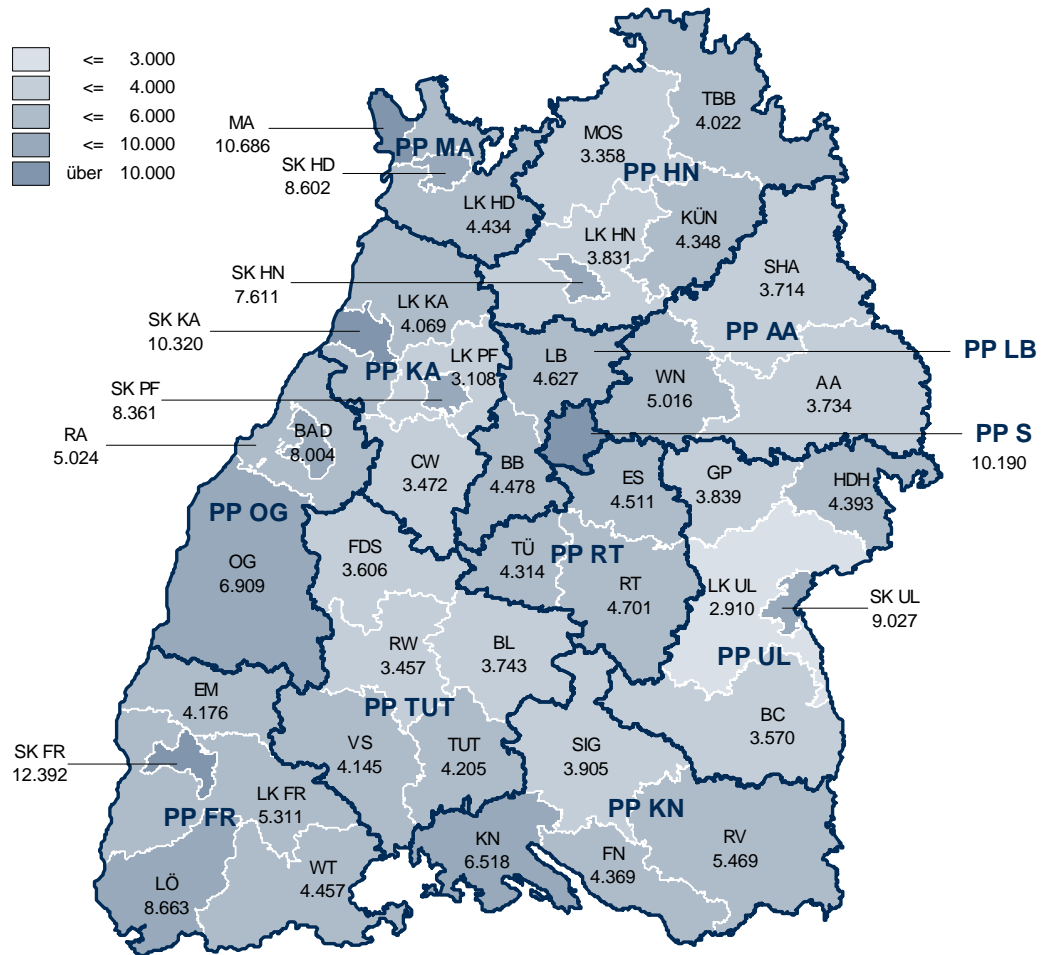 <= 3.000
<= 4.000
<= 6.000
<= 10.000
über 10.000
TBB
4.022
MOS
3.358
MA
10.686
PP MA
PP HN
SK HD
8.602
LK HD
4.434
KÜN
4.348
LK HN
3.831
SHA
3.714
SK HN
7.611
LK KA
4.069
SK KA
10.320
PP AA
LB
4.627
PP LB
LK PF
3.108
PP KA
WN
5.016
AA
3.734
SK PF
8.361
RA
5.024
BAD
8.004
PP S
10.190
CW
3.472
BB
4.478
ES
4.511
GP
3.839
HDH
4.393
PP OG
FDS
3.606
TÜ
4.314
PP RT
OG
6.909
RT
4.701
LK UL
2.910
SK UL
9.027
RW
3.457
BL
3.743
PP UL
EM
4.176
PP TUT
BC
3.570
VS
4.145
TUT
4.205
SIG
3.905
SK FR
12.392
LK FR
5.311
PP FR
PP KN
KN
6.518
RV
5.469
FN
4.369
WT
4.457
LÖ
8.663